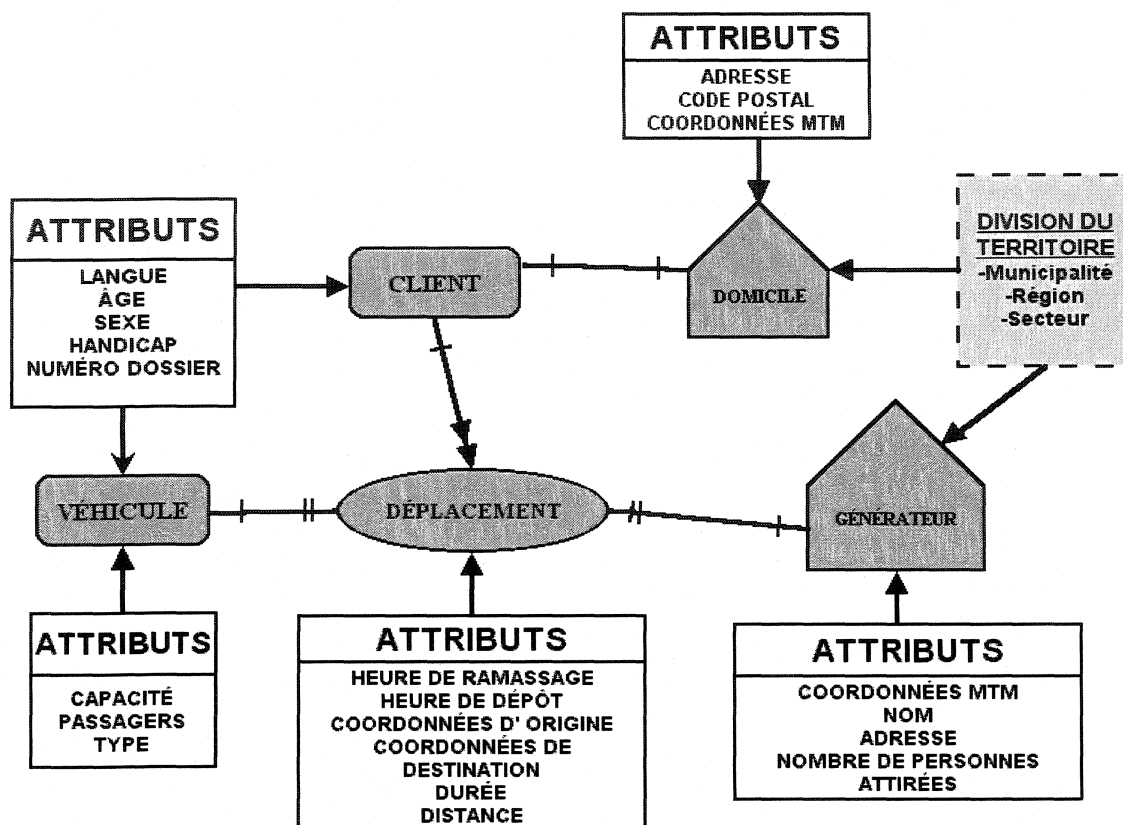 ATTRIBUTS
ADRESSE
CODE POSTAL
COORDONNÉES MTM
ATTRIBUTS
LANGUE
ÂGE
SEXE
HANDICAP
NUMÉRO DOSSIER
CLIENT
DOMICILE
DIVISION DU
TERRITOIRE
-Municipalité
-Région
-Secteur
VÉHICULE
DÉPLACEMENT
GÉNÉRATEUR
ATTRIBUTS
CAPACITÉ
PASSAGERS
TYPE
ATTRIBUTS
HEURE DE RAMASSAGE
HEURE DE DÉPÔT
COORDONNÉES D' ORIGINE
COORDONNÉES DE
DESTINATION
DURÉE
DISTANCE
ATTRIBUTS
COORDONNÉES MTM
NOM
ADRESSE
NOMBRE DE PERSONNES
ATTIRÉES